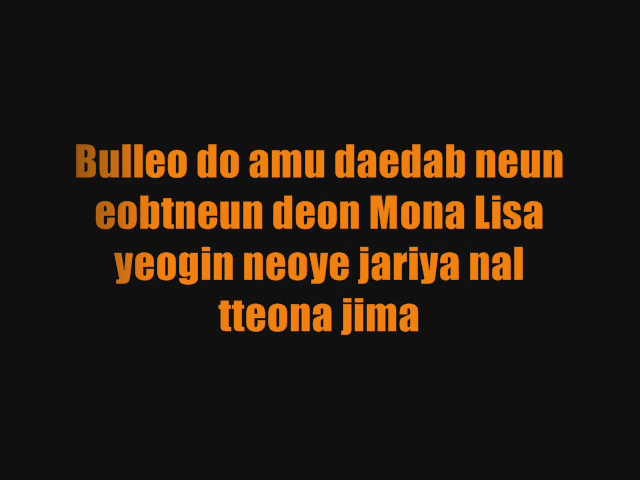 Bulleo do amu daedab neun
eobtneun deon Mona Lisa
yeogin neoye jariya nal
tteona jima